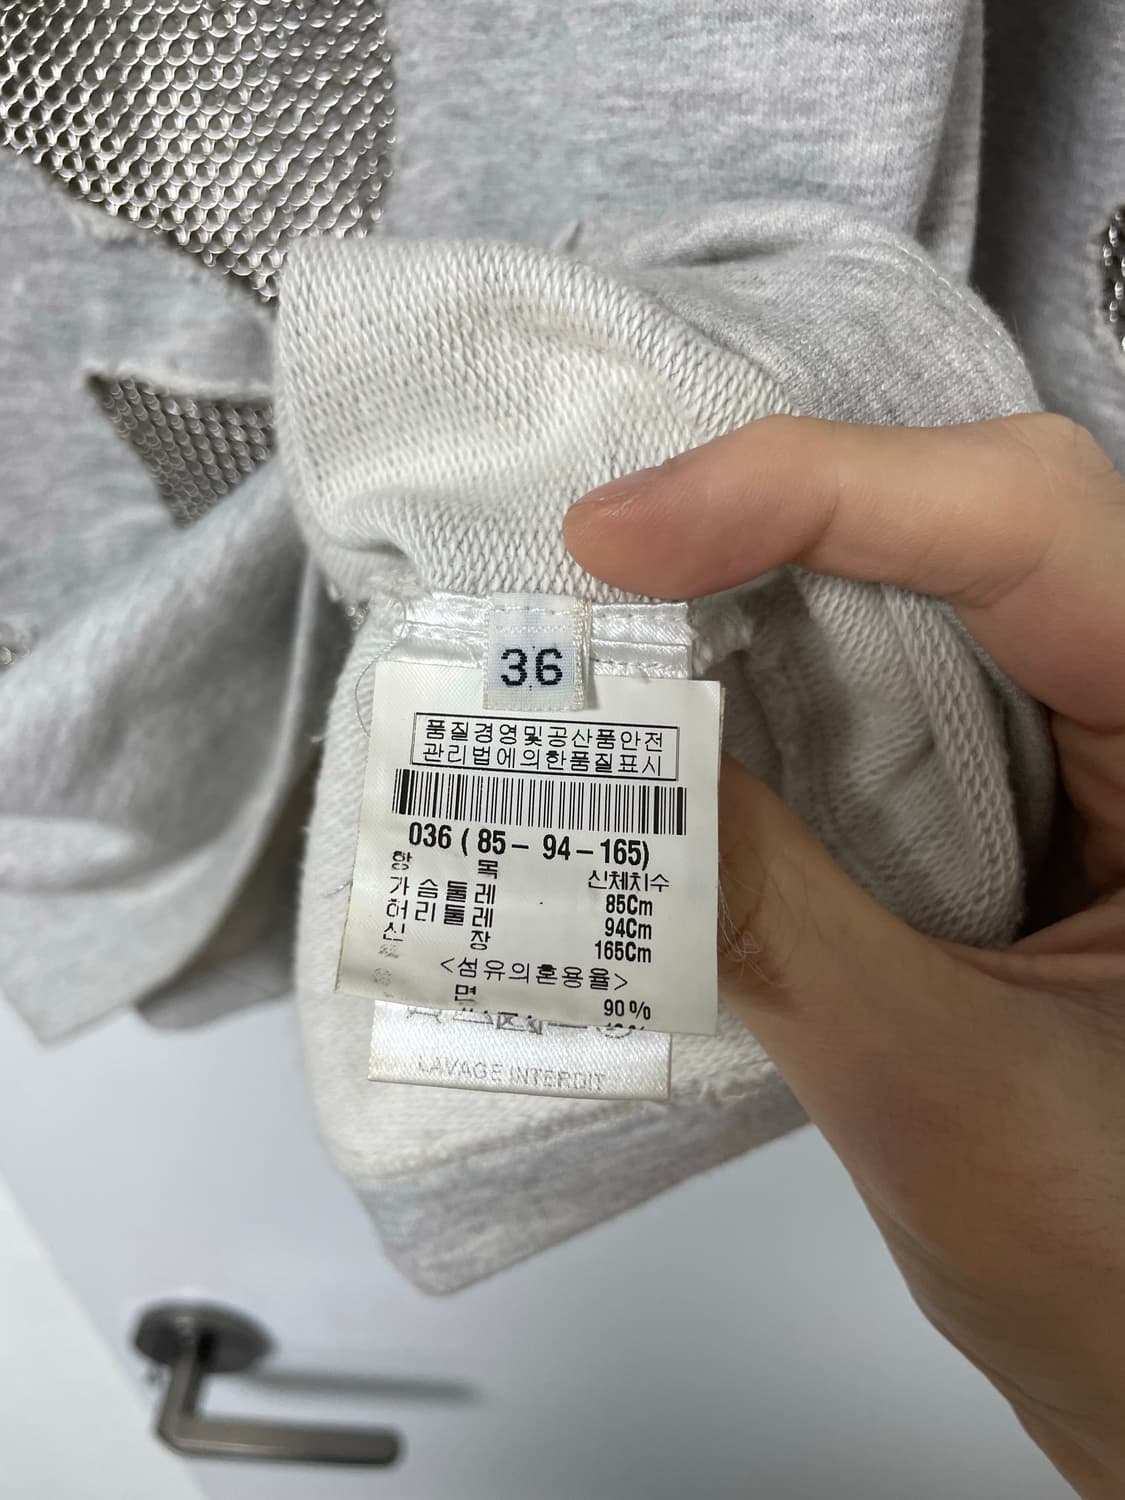 36
품질경영및공산품안전
관리법에의한품질표시
036 ( 85 - 94 - 165)
항 목 신체치수
가슴둘레 85Cm
허리둘레 94Cm
신 장 165Cm
<섬유의혼용율>
면 90%
LAVAGE INTERDIT